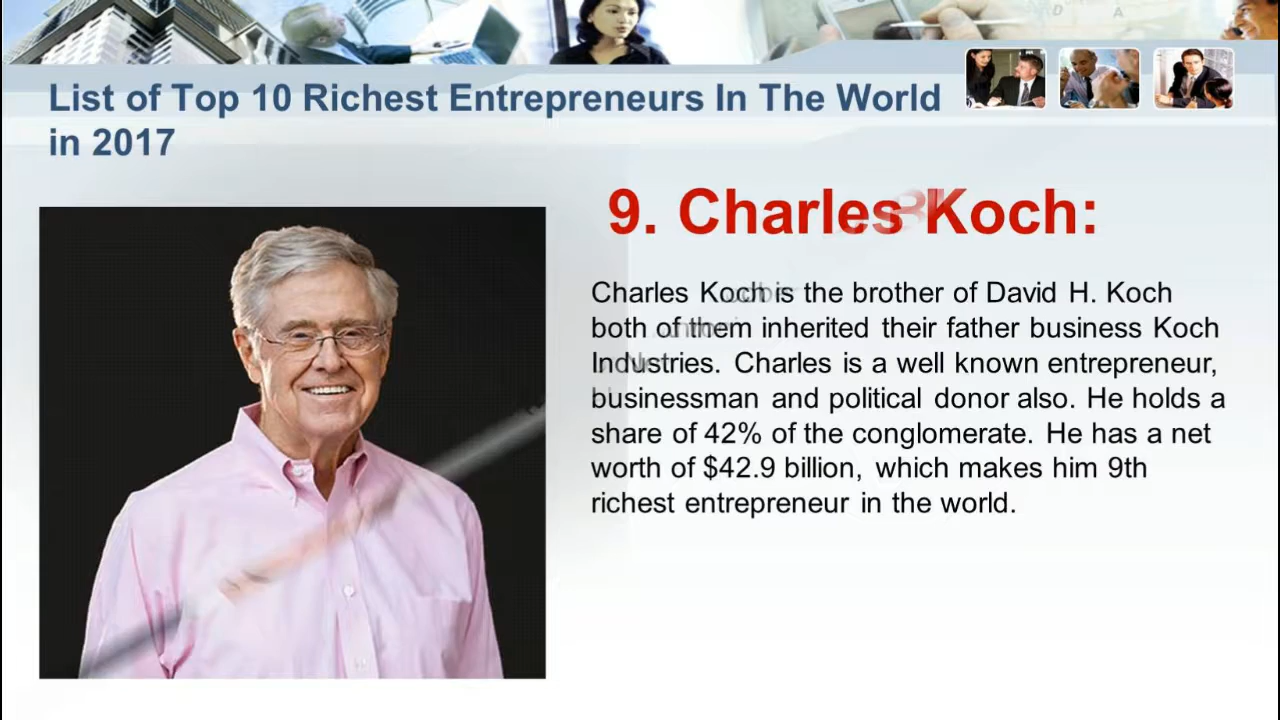 List of Top 10 Richest Entrepreneurs In The World
in 2017
9. Charles Koch:
Charles Koch is the brother of David H. Koch
both of them inherited their father business Koch
Industries. Charles is a well known entrepreneur,
businessman and political donor also. He holds a
share of 42% of the conglomerate. He has a net
worth of $42.9 billion, which makes him 9th
richest entrepreneur in the world.